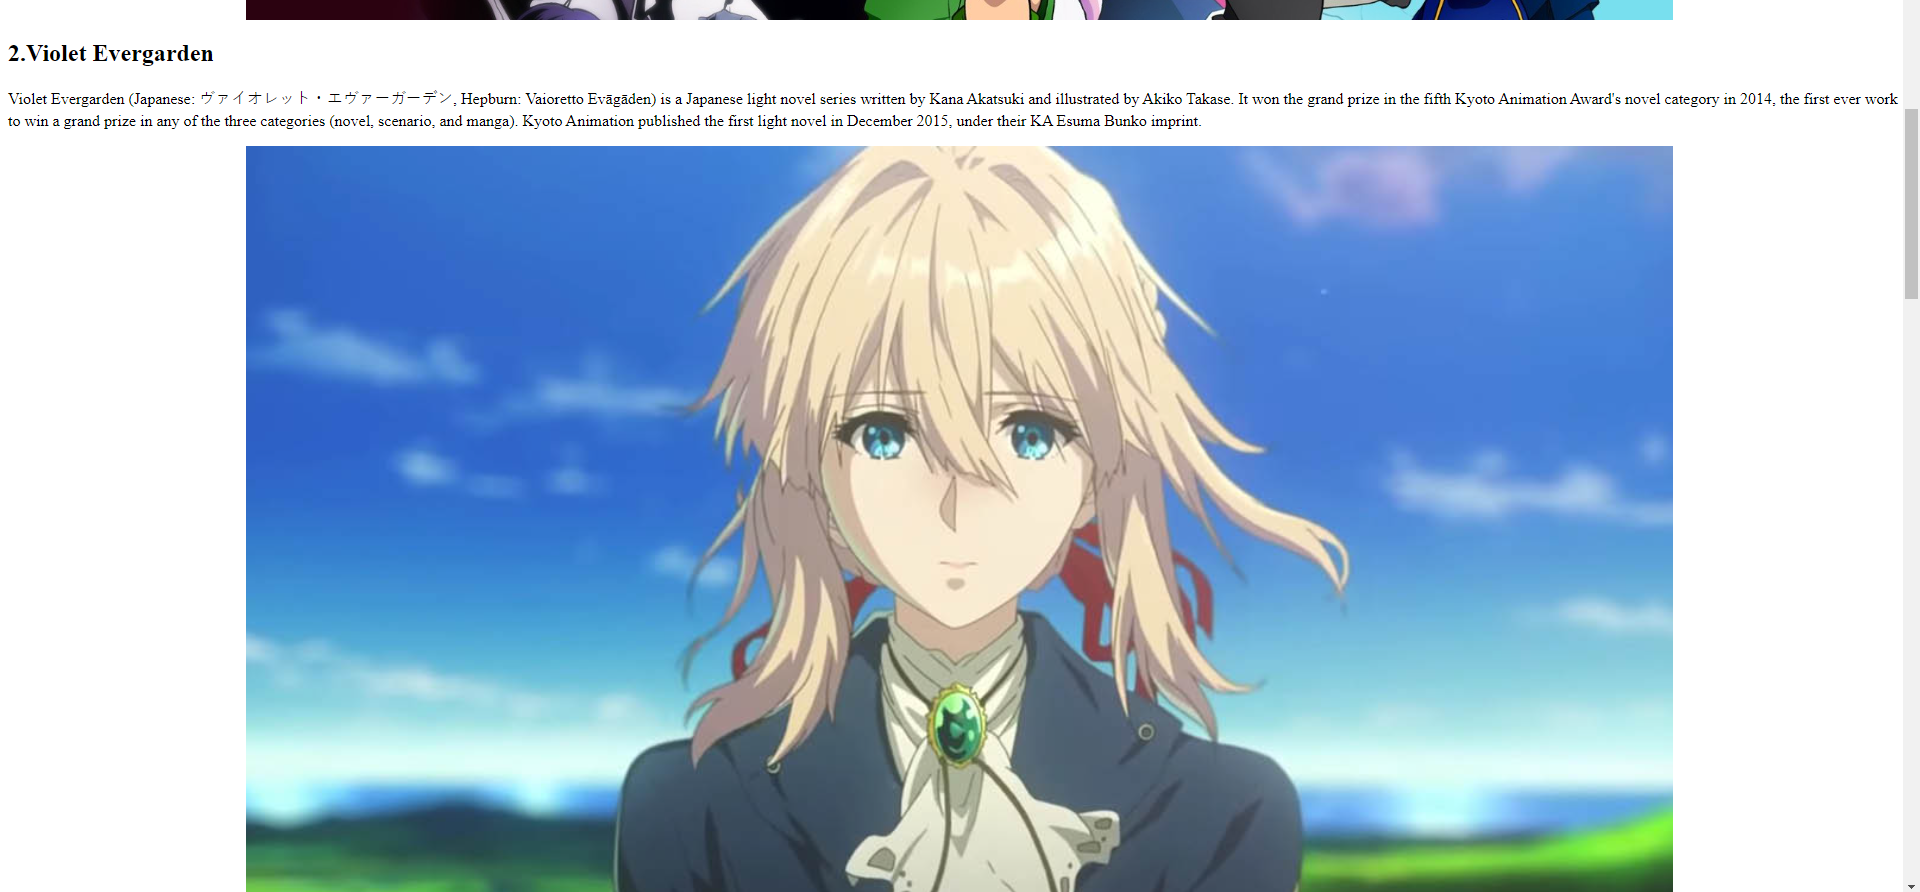 2.Violet Evergarden
Violet Evergarden (Japanese: ヴァイオレット・エヴァーガーデン, Hepburn: Vaioretto Evāgāden) is a Japanese light novel series written by Kana Akatsuki and illustrated by Akiko Takase. It won the grand prize in the fifth Kyoto Animation Award's novel category in 2014, the first ever work
to win a grand prize in any of the three categories (novel, scenario, and manga). Kyoto Animation published the first light novel in December 2015, under their KA Esuma Bunko imprint.